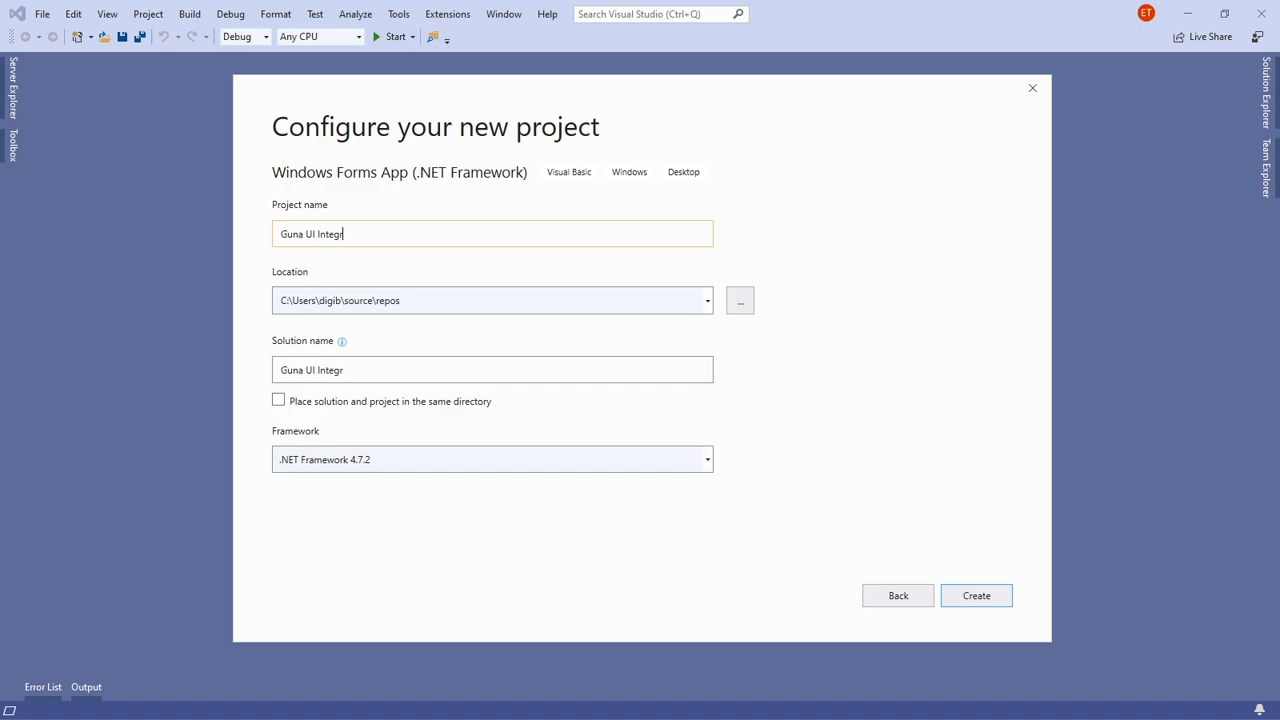 File Edit View Project Build Debug Format Test Analyze Tools Extensions Window Help Search Visual Studio (Ctrl+Q) ET
Debug Any CPU Start Live Share
Server Explorer
Toolbox
Solution Explorer
Team Explorer
Configure your new project
Windows Forms App (.NET Framework) Visual Basic Windows Desktop
Project name
Guna UI Integr
Location
C:\Users\digib\source\repos
...
Solution name
Guna UI Integr
Place solution and project in the same directory
Framework
.NET Framework 4.7.2
Back Create
Error List Output